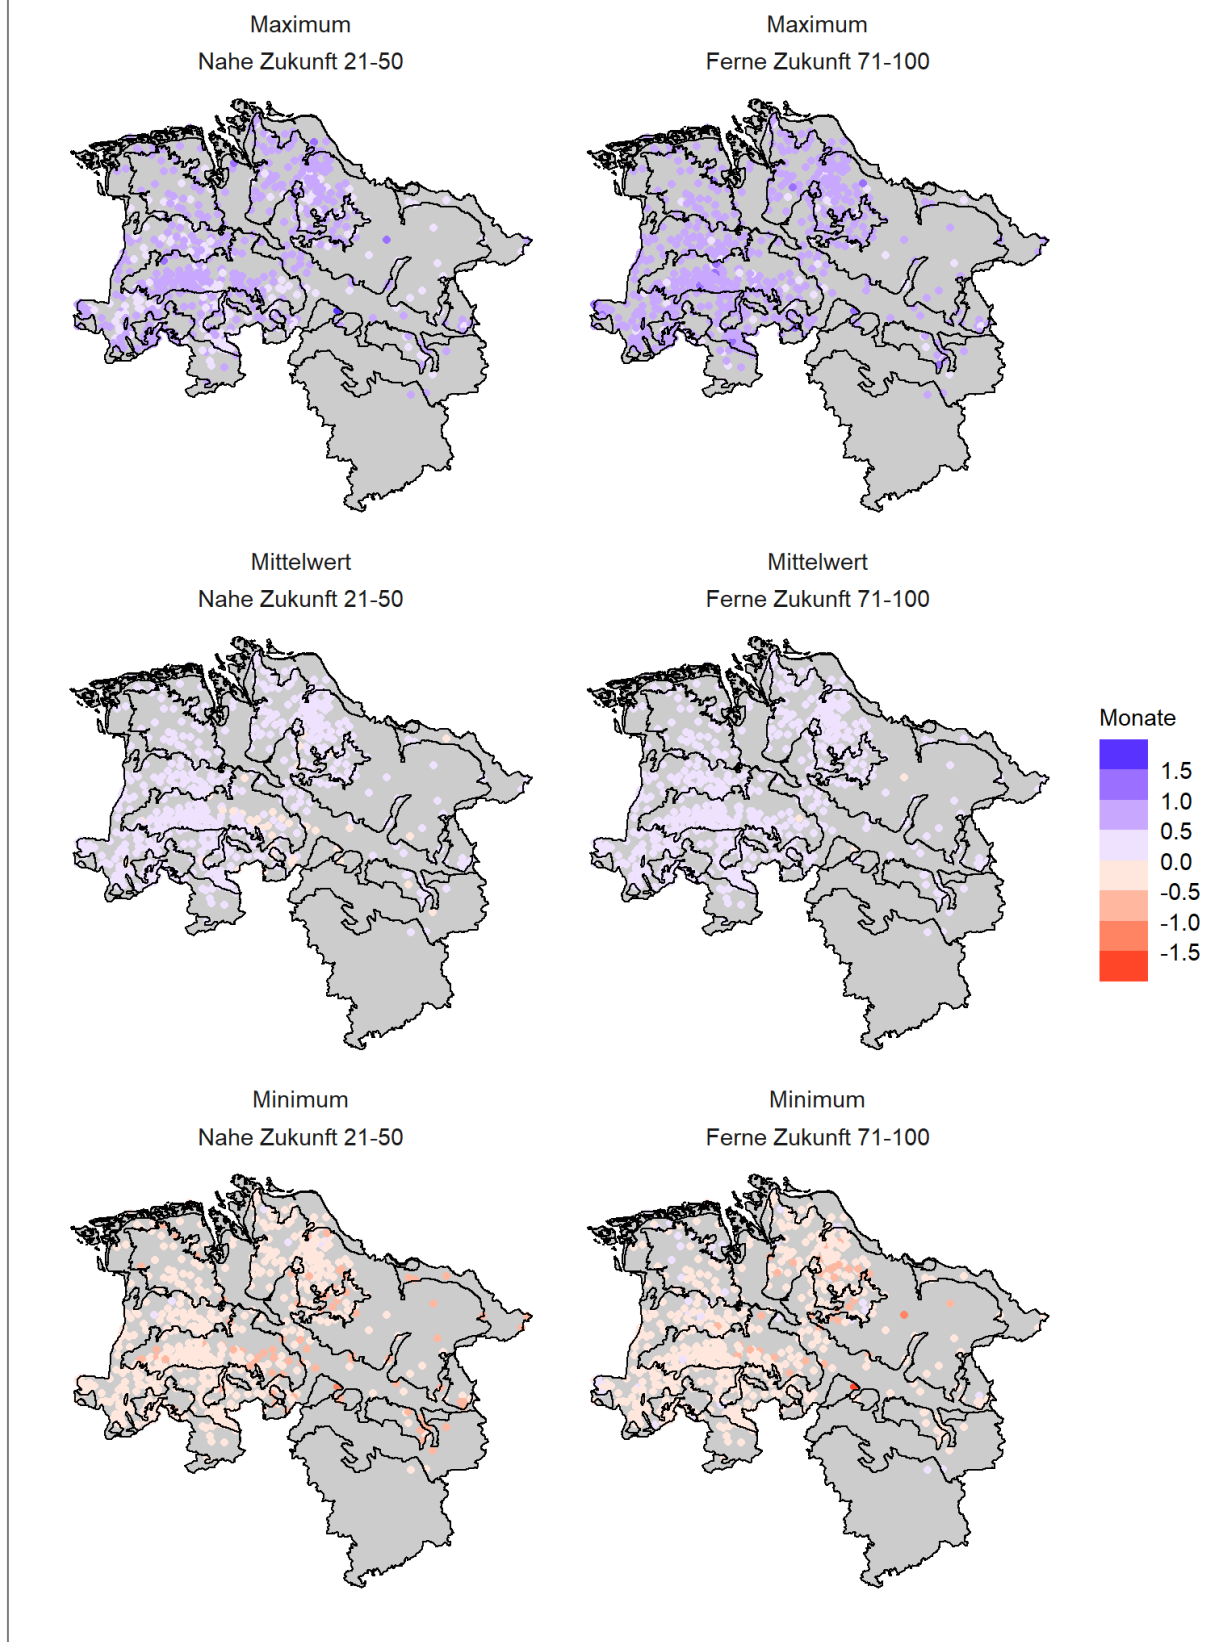 Maximum
Nahe Zukunft 21-50
Maximum
Ferne Zukunft 71-100
Mittelwert
Nahe Zukunft 21-50
Mittelwert
Ferne Zukunft 71-100
Monate
1.5
1.0
0.5
0.0
-0.5
-1.0
-1.5
Minimum
Nahe Zukunft 21-50
Minimum
Ferne Zukunft 71-100